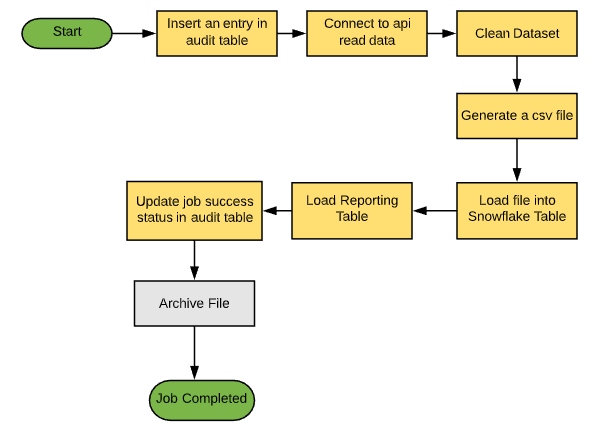 Start
Insert an entry in
audit table
Connect to api
read data
Clean Dataset
Generate a csv file
Load file into
Snowflake Table
Load Reporting
Table
Update job success
status in audit table
Archive File
Job Completed